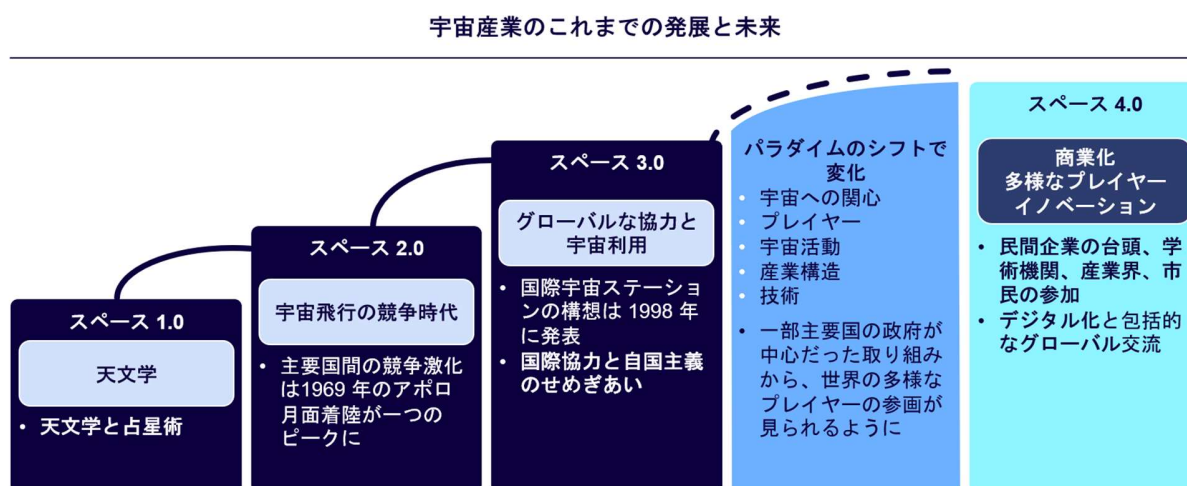 宇宙産業のこれまでの発展と未来
スペース 1.0
天文学
• 天文学と占星術
スペース 2.0
宇宙飛行の競争時代
• 主要国間の競争激化
は1969 年のアポロ
月面着陸が一つの
ピークに
スペース 3.0
グローバルな協力と
宇宙利用
• 国際宇宙ステーション
の構想は 1998 年
に発表
• 国際協力と自国主義
のせめぎあい
パラダイムのシフトで
変化
• 宇宙への関心
• プレイヤー
• 宇宙活動
• 産業構造
• 技術
• 一部主要国の政府が
中心だった取り組み
から、世界の多様な
プレイヤーの参画が
見られるように
スペース 4.0
商業化
多様なプレイヤー
イノベーション
• 民間企業の台頭、学
術機関、産業界、市
民の参加
• デジタル化と包括的
なグローバル交流